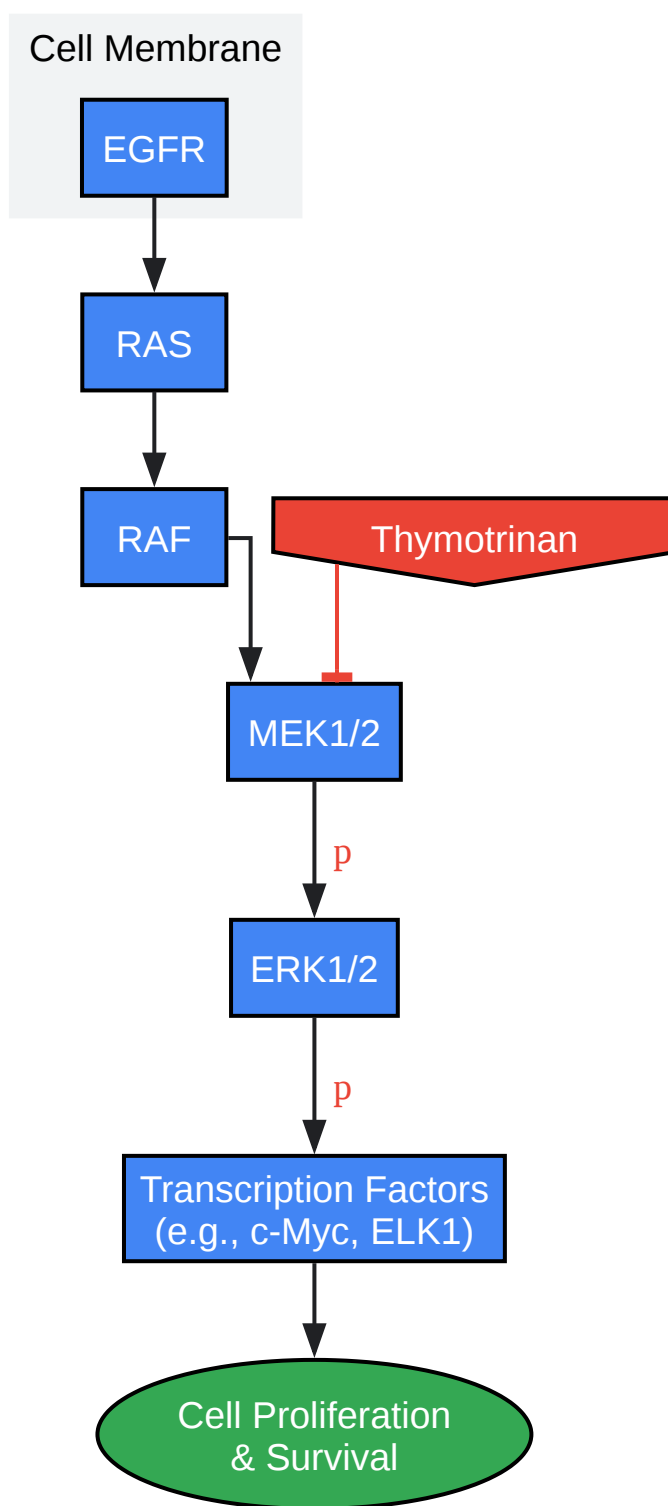 Cell Membrane
EGFR
RAS
RAF
Thymotrinan
MEK1/2
p
ERK1/2
p
Transcription Factors
(e.g., c-Myc, ELK1)
Cell Proliferation
& Survival